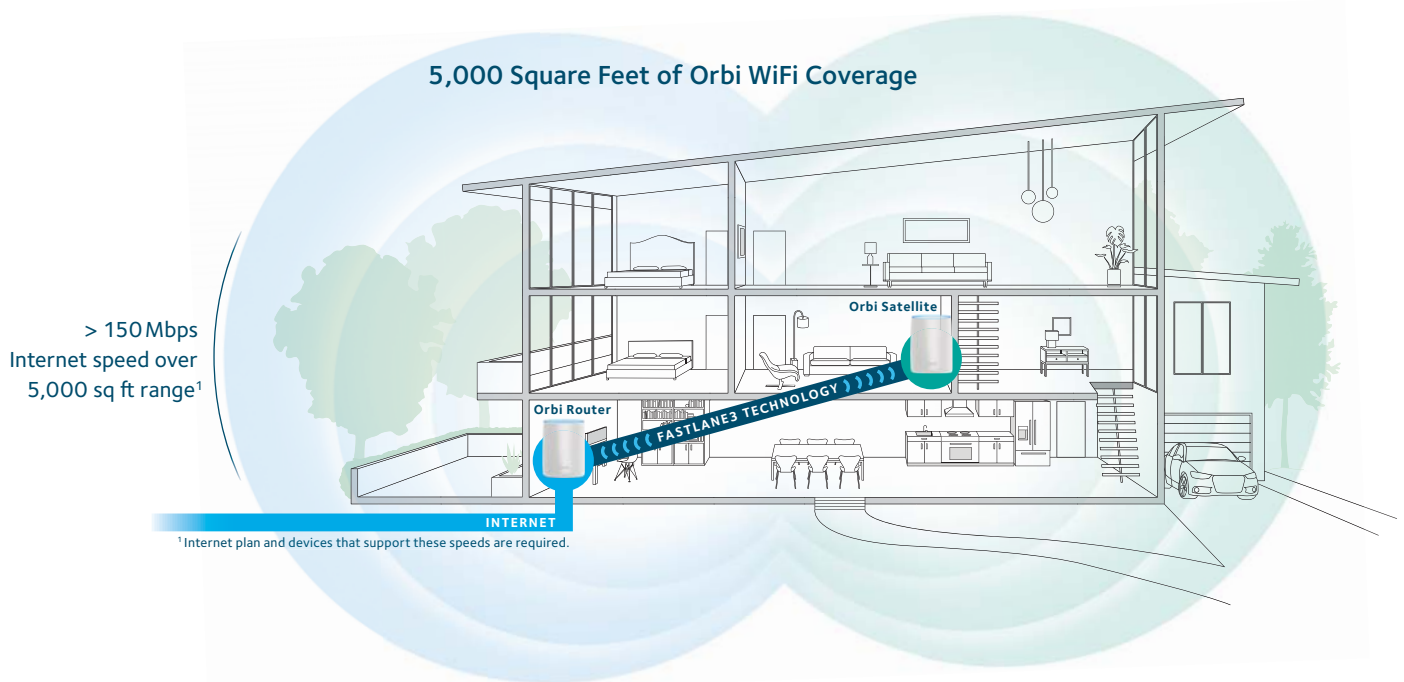 5,000 Square Feet of Orbi WiFi Coverage
> 150 Mbps
Internet speed over
5,000 sq ft range¹
Orbi Satellite
Orbi Router
FASTLANE3 TECHNOLOGY
INTERNET
¹ Internet plan and devices that support these speeds are required.